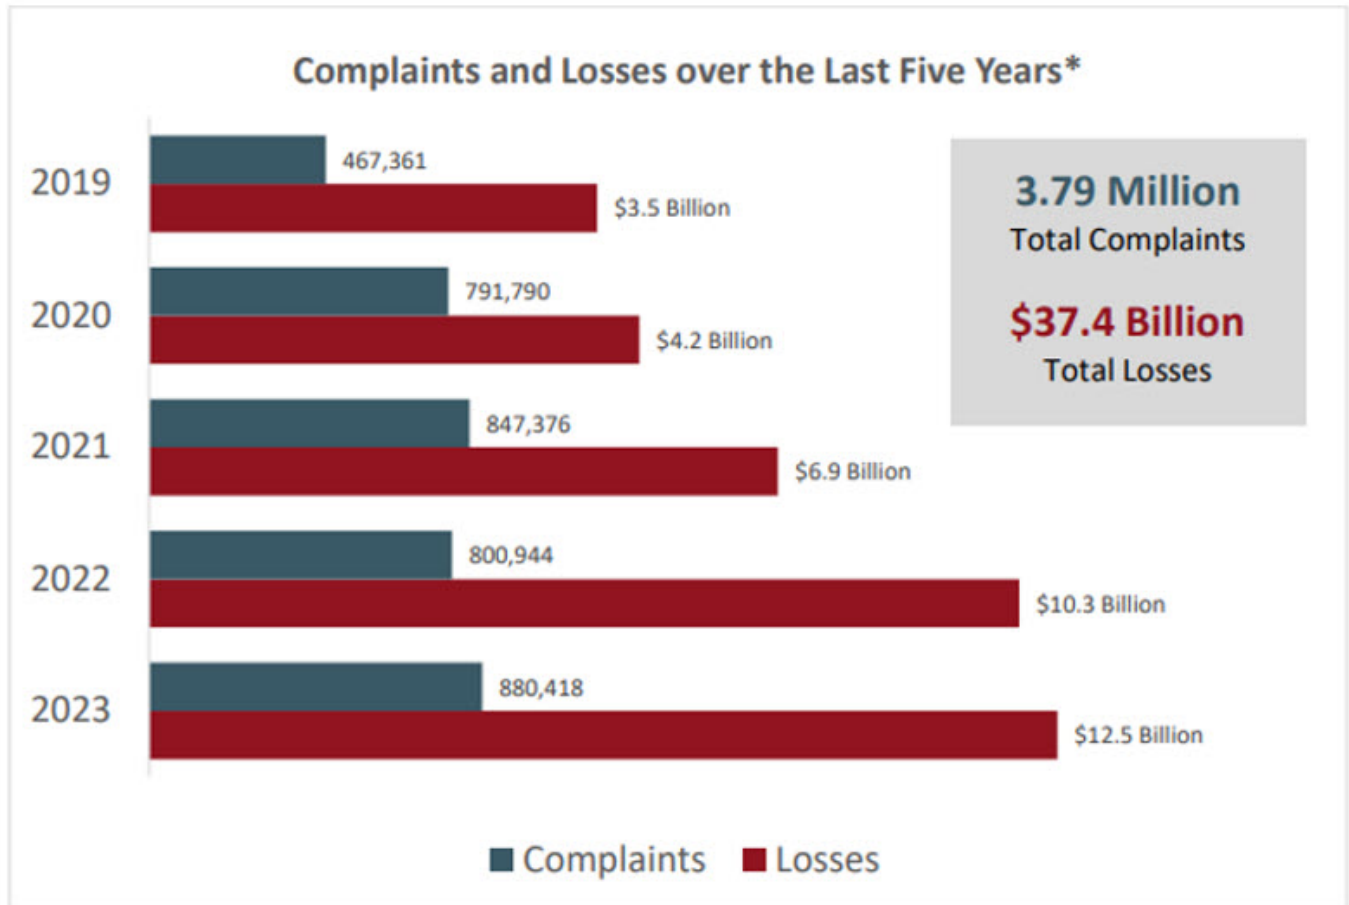 Complaints and Losses over the Last Five Years*
2019
467,361
$3.5 Billion
2020
791,790
$4.2 Billion
2021
847,376
$6.9 Billion
2022
800,944
$10.3 Billion
2023
880,418
$12.5 Billion
3.79 Million
Total Complaints
$37.4 Billion
Total Losses
Complaints Losses